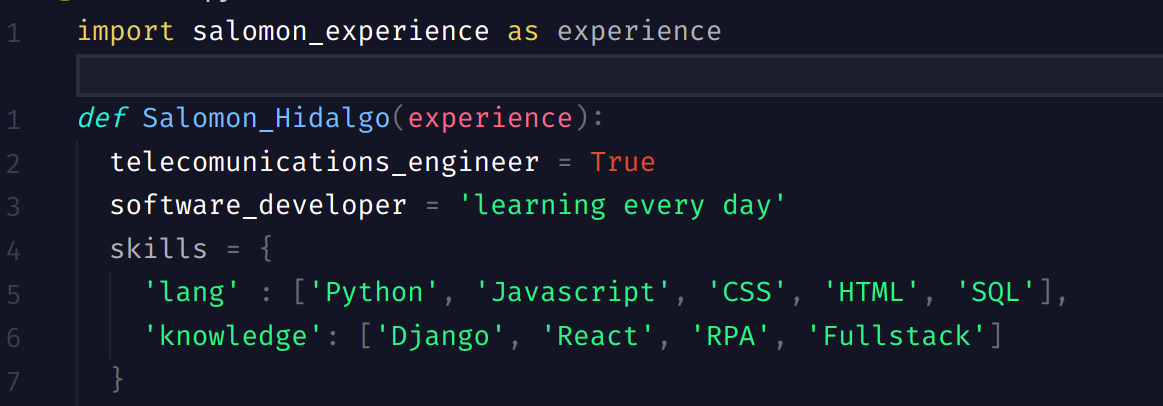 1 import salomon_experience as experience
1 def Salomon_Hidalgo(experience):
2 telecomunications_engineer = True
3 software_developer = 'learning every day'
4 skills = {
5 'lang' : ['Python', 'Javascript', 'CSS', 'HTML', 'SQL'],
6 'knowledge': ['Django', 'React', 'RPA', 'Fullstack']
7 }